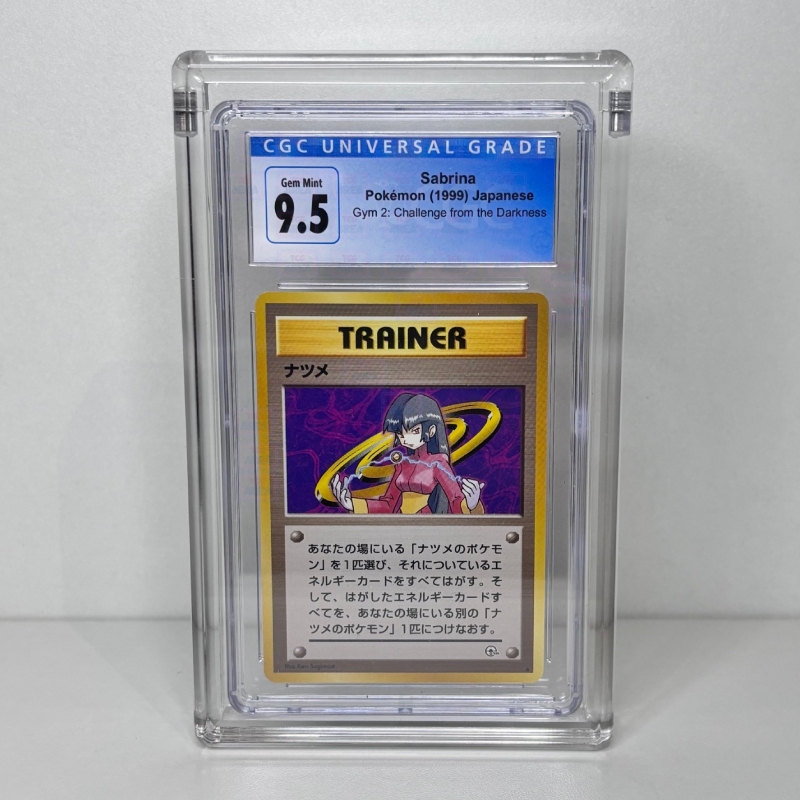 CGC UNIVERSAL GRADE
Gem Mint
9.5
Sabrina
Pokémon (1999) Japanese
Gym 2: Challenge from the Darkness
TRAINER
ナツメ
あなたの場にいる「ナツメのポケモ
ン」を1匹選び、それについているエ
ネルギーカードをすべてはがす。そ
して、はがしたエネルギーカードす
べてを、あなたの場にいる別の「ナ
ツメのポケモン」1匹につけなおす。